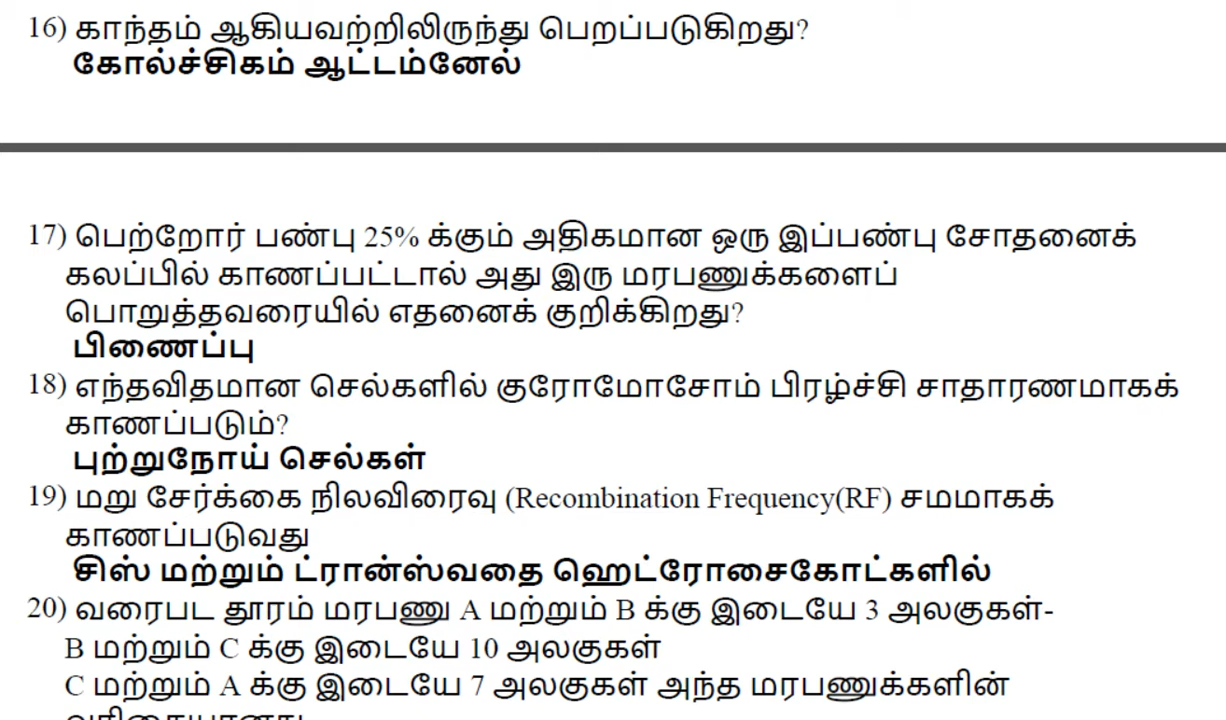 16) காந்தம் ஆகியவற்றிலிருந்து பெறப்படுகிறது?
கோல்ச்சிகம் ஆட்டம்னேல்
17) பெற்றோர் பண்பு 25% க்கும் அதிகமான ஒரு இப்பண்பு சோதனைக்
கலப்பில் காணப்பட்டால் அது இரு மரபணுக்களைப்
பொறுத்தவரையில் எதனைக் குறிக்கிறது?
பிணைப்பு
18) எந்தவிதமான செல்களில் குரோமோசோம் பிரழ்ச்சி சாதாரணமாகக்
காணப்படும்?
புற்றுநோய் செல்கள்
19) மறு சேர்க்கை நிலவிரைவு (Recombination Frequency(RF) சமமாகக்
காணப்படுவது
சிஸ் மற்றும் ட்ரான்ஸ்வதை ஹெட்ரோசைகோட்களில்
20) வரைபட தூரம் மரபணு A மற்றும் B க்கு இடையே 3 அலகுகள்-
B மற்றும் C க்கு இடையே 10 அலகுகள்
C மற்றும் A க்கு இடையே 7 அலகுகள் அந்த மரபணுக்களின்